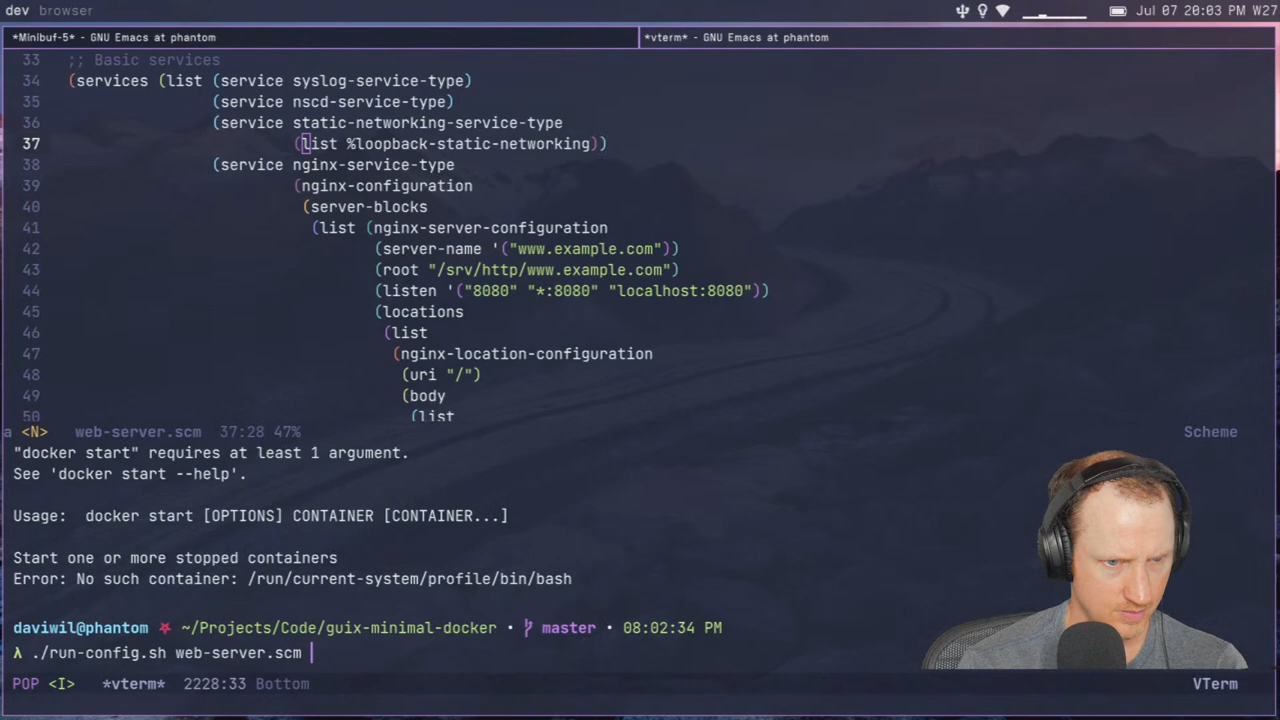 dev browser
Jul 07 20:03 PM W27
*Minibuf-5* - GNU Emacs at phantom
*vterm* - GNU Emacs at phantom
33 ;; Basic services
34 (services (list (service syslog-service-type)
35 (service nscd-service-type)
36 (service static-networking-service-type
37 (list %loopback-static-networking))
38 (service nginx-service-type
39 (nginx-configuration
40 (server-blocks
41 (list (nginx-server-configuration
42 (server-name '("www.example.com"))
43 (root "/srv/http/www.example.com")
44 (listen '("8080" "*:8080" "localhost:8080"))
45 (locations
46 (list
47 (nginx-location-configuration
48 (uri "/")
49 (body
50 (list
a <N> web-server.scm 37:28 47% Scheme
"docker start" requires at least 1 argument.
See 'docker start --help'.
Usage:  docker start [OPTIONS] CONTAINER [CONTAINER...]
Start one or more stopped containers
Error: No such container: /run/current-system/profile/bin/bash
daviwil@phantom ~/Projects/Code/guix-minimal-docker • master • 08:02:34 PM
λ ./run-config.sh web-server.scm
POP <I> *vterm* 2228:33 Bottom VTerm